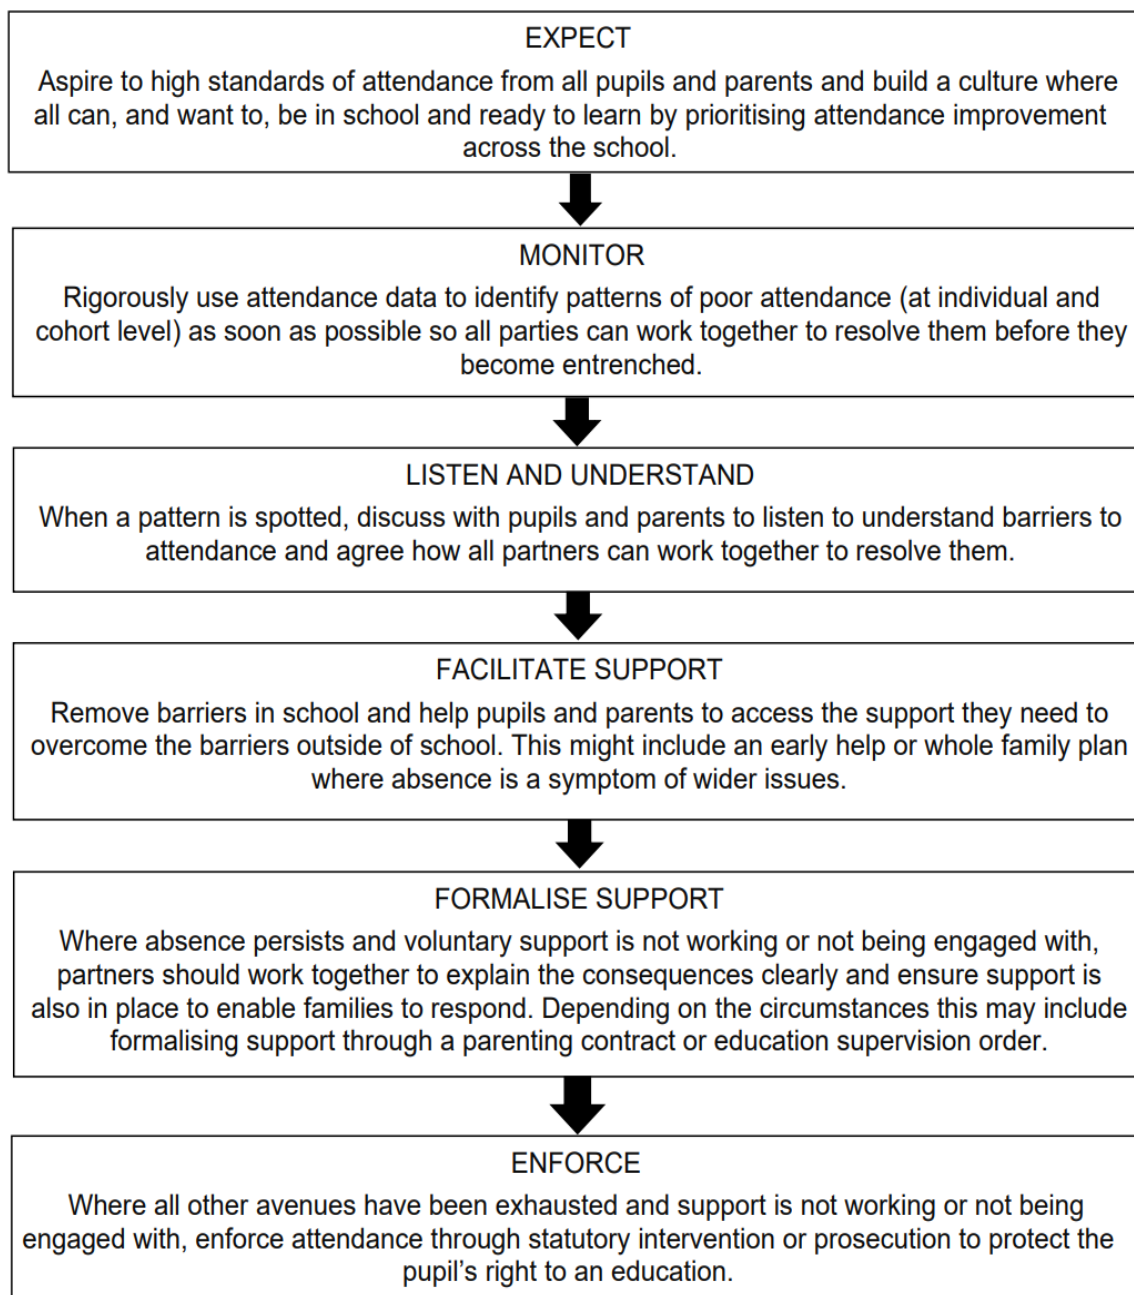 EXPECT
Aspire to high standards of attendance from all pupils and parents and build a culture where
all can, and want to, be in school and ready to learn by prioritising attendance improvement
across the school.
MONITOR
Rigorously use attendance data to identify patterns of poor attendance (at individual and
cohort level) as soon as possible so all parties can work together to resolve them before they
become entrenched.
LISTEN AND UNDERSTAND
When a pattern is spotted, discuss with pupils and parents to listen to understand barriers to
attendance and agree how all partners can work together to resolve them.
FACILITATE SUPPORT
Remove barriers in school and help pupils and parents to access the support they need to
overcome the barriers outside of school. This might include an early help or whole family plan
where absence is a symptom of wider issues.
FORMALISE SUPPORT
Where absence persists and voluntary support is not working or not being engaged with,
partners should work together to explain the consequences clearly and ensure support is
also in place to enable families to respond. Depending on the circumstances this may include
formalising support through a parenting contract or education supervision order.
ENFORCE
Where all other avenues have been exhausted and support is not working or not being
engaged with, enforce attendance through statutory intervention or prosecution to protect the
pupil’s right to an education.